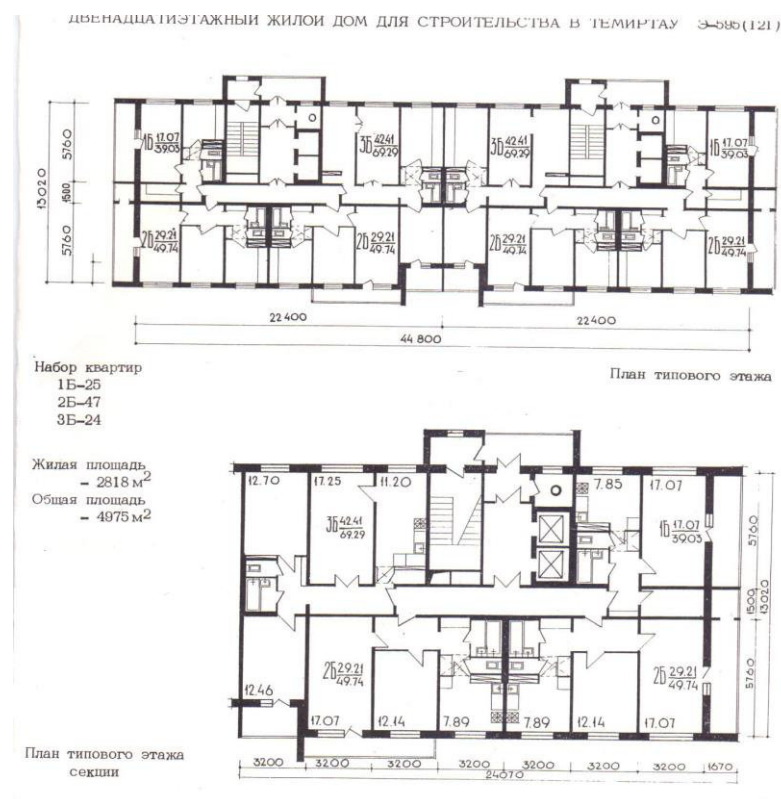 ДВЕНАДЦАТИЭТАЖНЫЙ ЖИЛОЙ ДОМ ДЛЯ СТРОИТЕЛЬСТВА В ТЕМИРТАУ Э-595(121)
1Б 17.07 39.03
3Б 42.41 69.29
3Б 42.41 69.29
1Б 17.07 39.03
5760
1500
5760
13020
2Б 29.21 49.74
2Б 29.21 49.74
2Б 29.21 49.74
2Б 29.21 49.74
22400
22400
44800
Набор квартир
1Б-25
2Б-47
3Б-24
План типового этажа
Жилая площадь
- 2818 м2
Общая площадь
- 4975 м2
12.70
17.25
11.20
7.85
17.07
3Б 42.41 69.29
1Б 17.07 39.03
5760
1500
13020
5760
2Б 29.21 49.74
2Б 29.21 49.74
12.46
17.07
12.14
7.89
7.89
12.14
17.07
3200
3200
3200
3200
3200
3200
3200
1670
24070
План типового этажа
секции